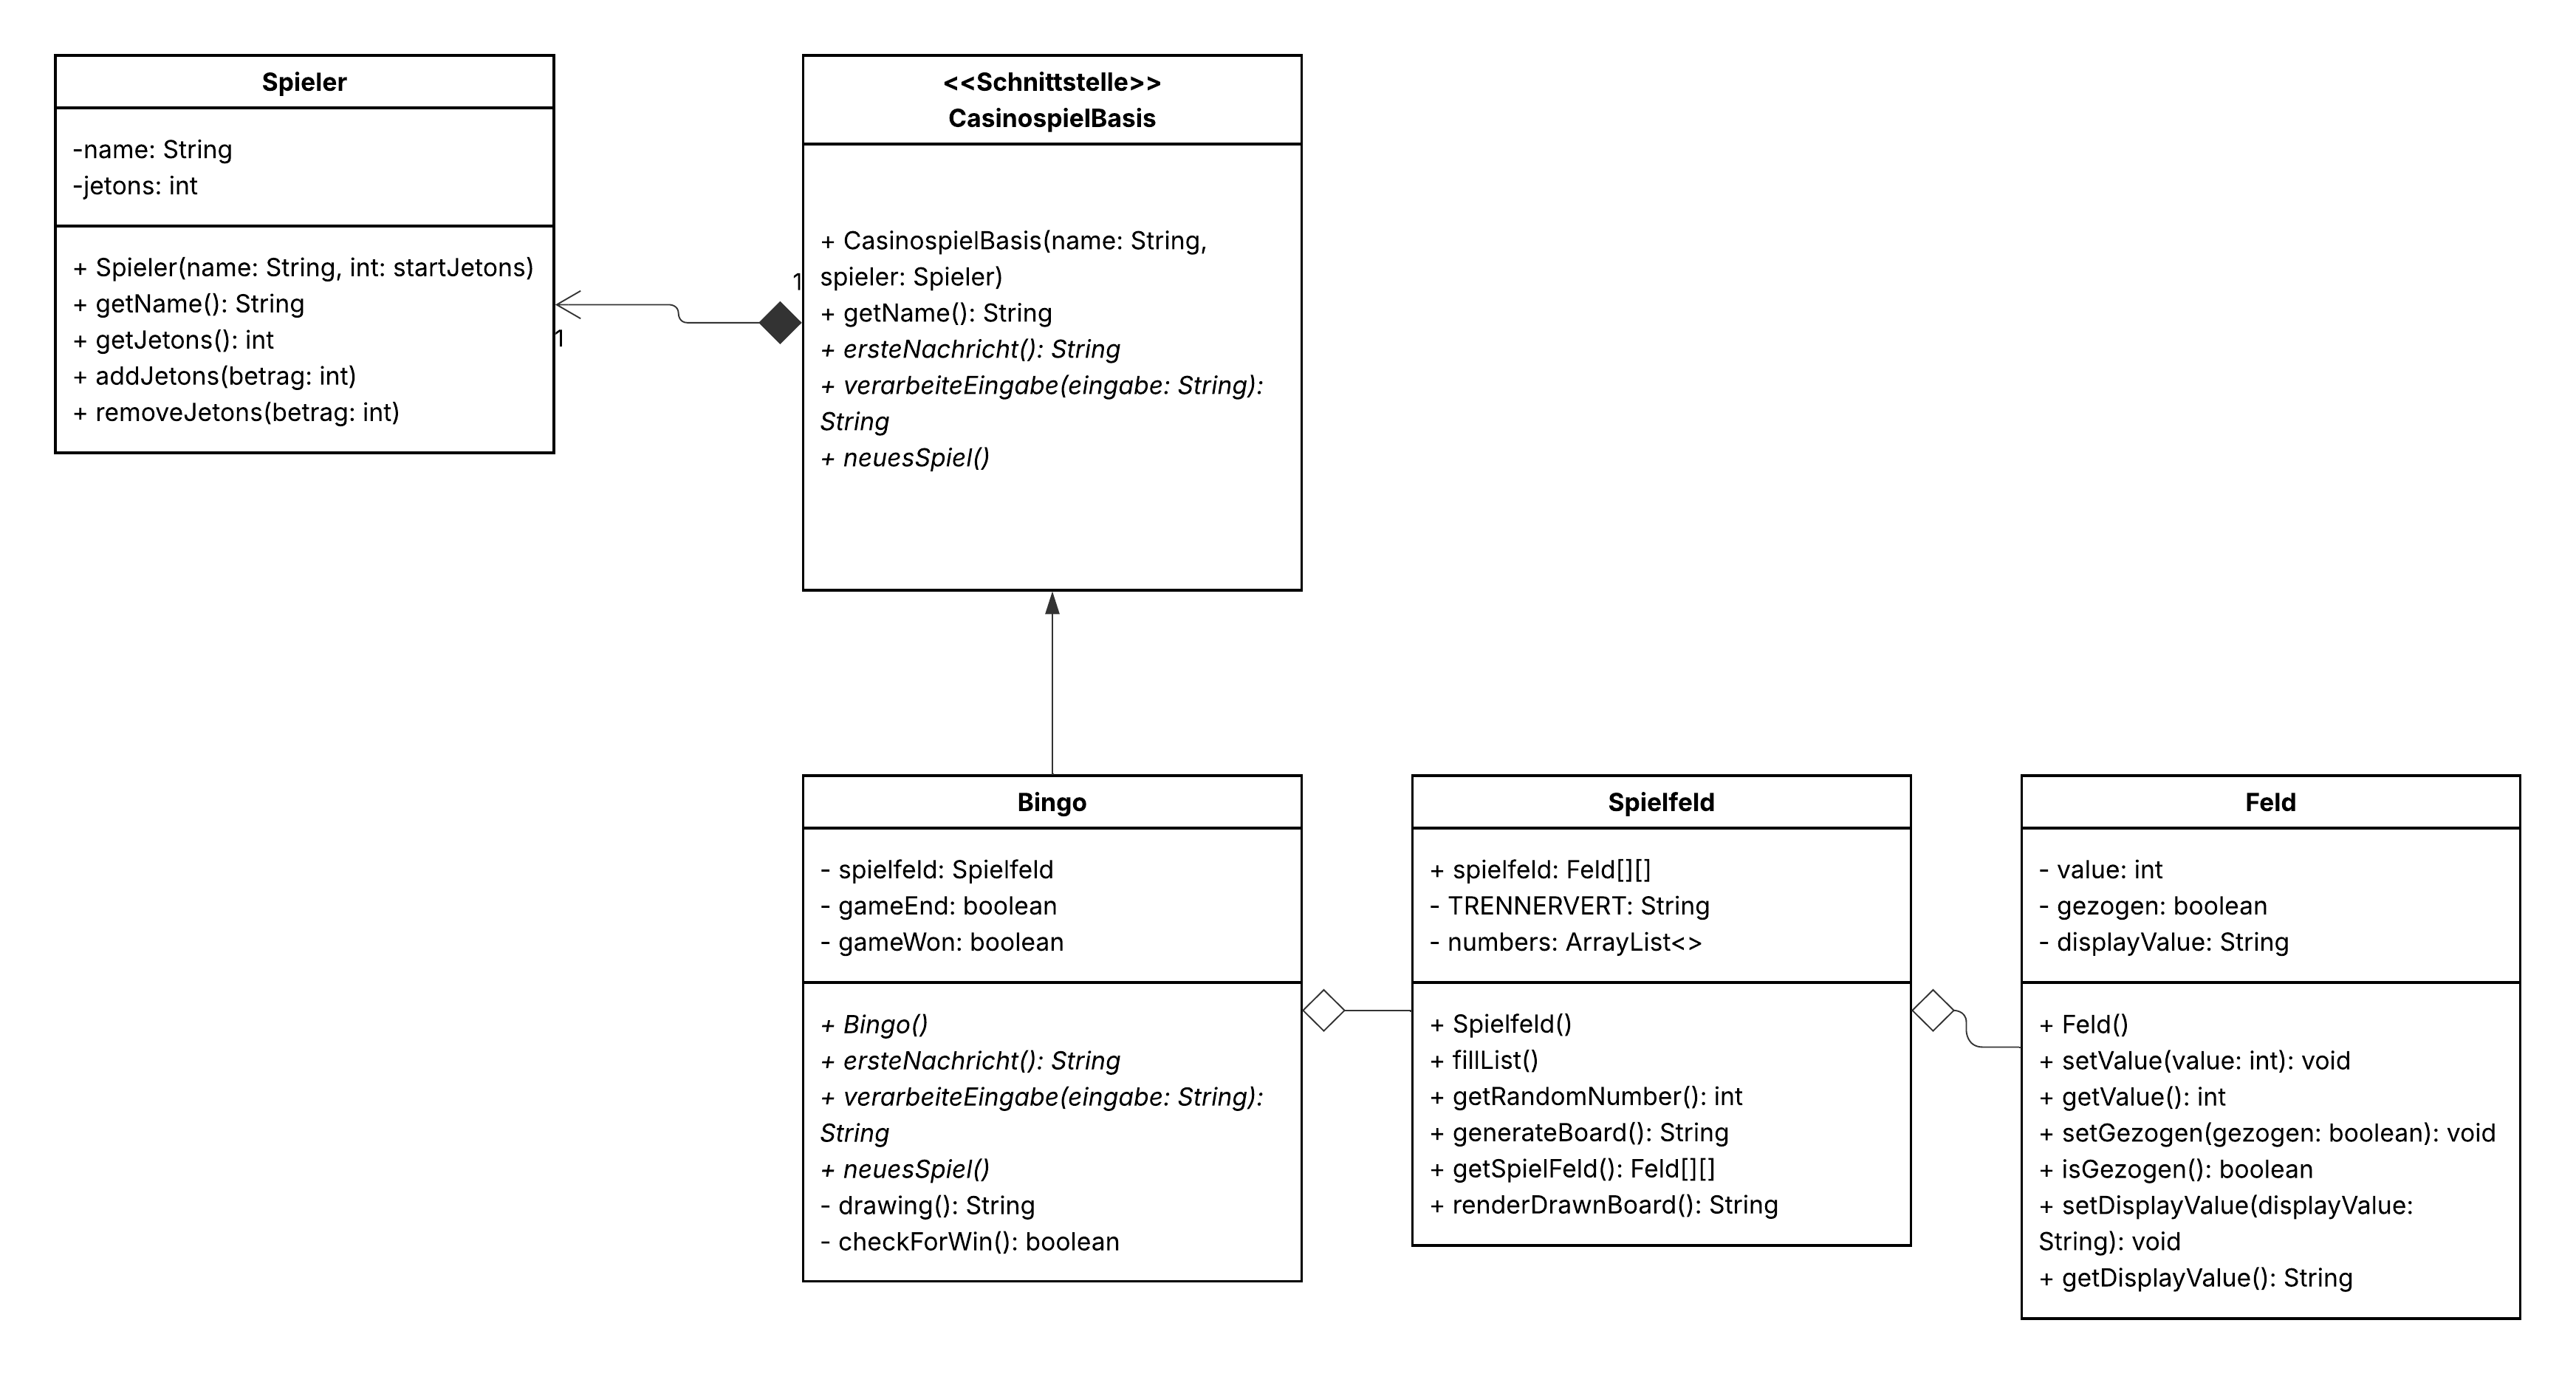 Spieler
-name: String
-jetons: int
+ Spieler(name: String, int: startJetons)
+ getName(): String
+ getJetons(): int
+ addJetons(betrag: int)
+ removeJetons(betrag: int)
1
1
<<Schnittstelle>>
CasinospielBasis
+ CasinospielBasis(name: String,
spieler: Spieler)
+ getName(): String
+ ersteNachricht(): String
+ verarbeiteEingabe(eingabe: String):
String
+ neuesSpiel()
Bingo
- spielfeld: Spielfeld
- gameEnd: boolean
- gameWon: boolean
+ Bingo()
+ ersteNachricht(): String
+ verarbeiteEingabe(eingabe: String):
String
+ neuesSpiel()
- drawing(): String
- checkForWin(): boolean
Spielfeld
+ spielfeld: Feld[][]
- TRENNERVERT: String
- numbers: ArrayList<>
+ Spielfeld()
+ fillList()
+ getRandomNumber(): int
+ generateBoard(): String
+ getSpielFeld(): Feld[][]
+ renderDrawnBoard(): String
Feld
- value: int
- gezogen: boolean
- displayValue: String
+ Feld()
+ setValue(value: int): void
+ getValue(): int
+ setGezogen(gezogen: boolean): void
+ isGezogen(): boolean
+ setDisplayValue(displayValue:
String): void
+ getDisplayValue(): String